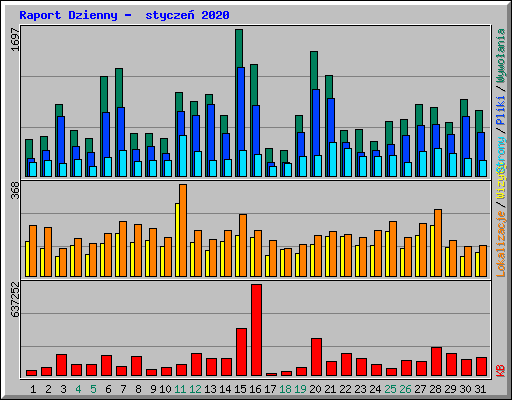 Raport Dzienny - styczeń 2020
1697
368
637252
Wywołania / Pliki / Strony
Lokalizacje /
KB
1 2 3 4 5 6 7 8 9 10 11 12 13 14 15 16 17 18 19 20 21 22 23 24 25 26 27 28 29 30 31